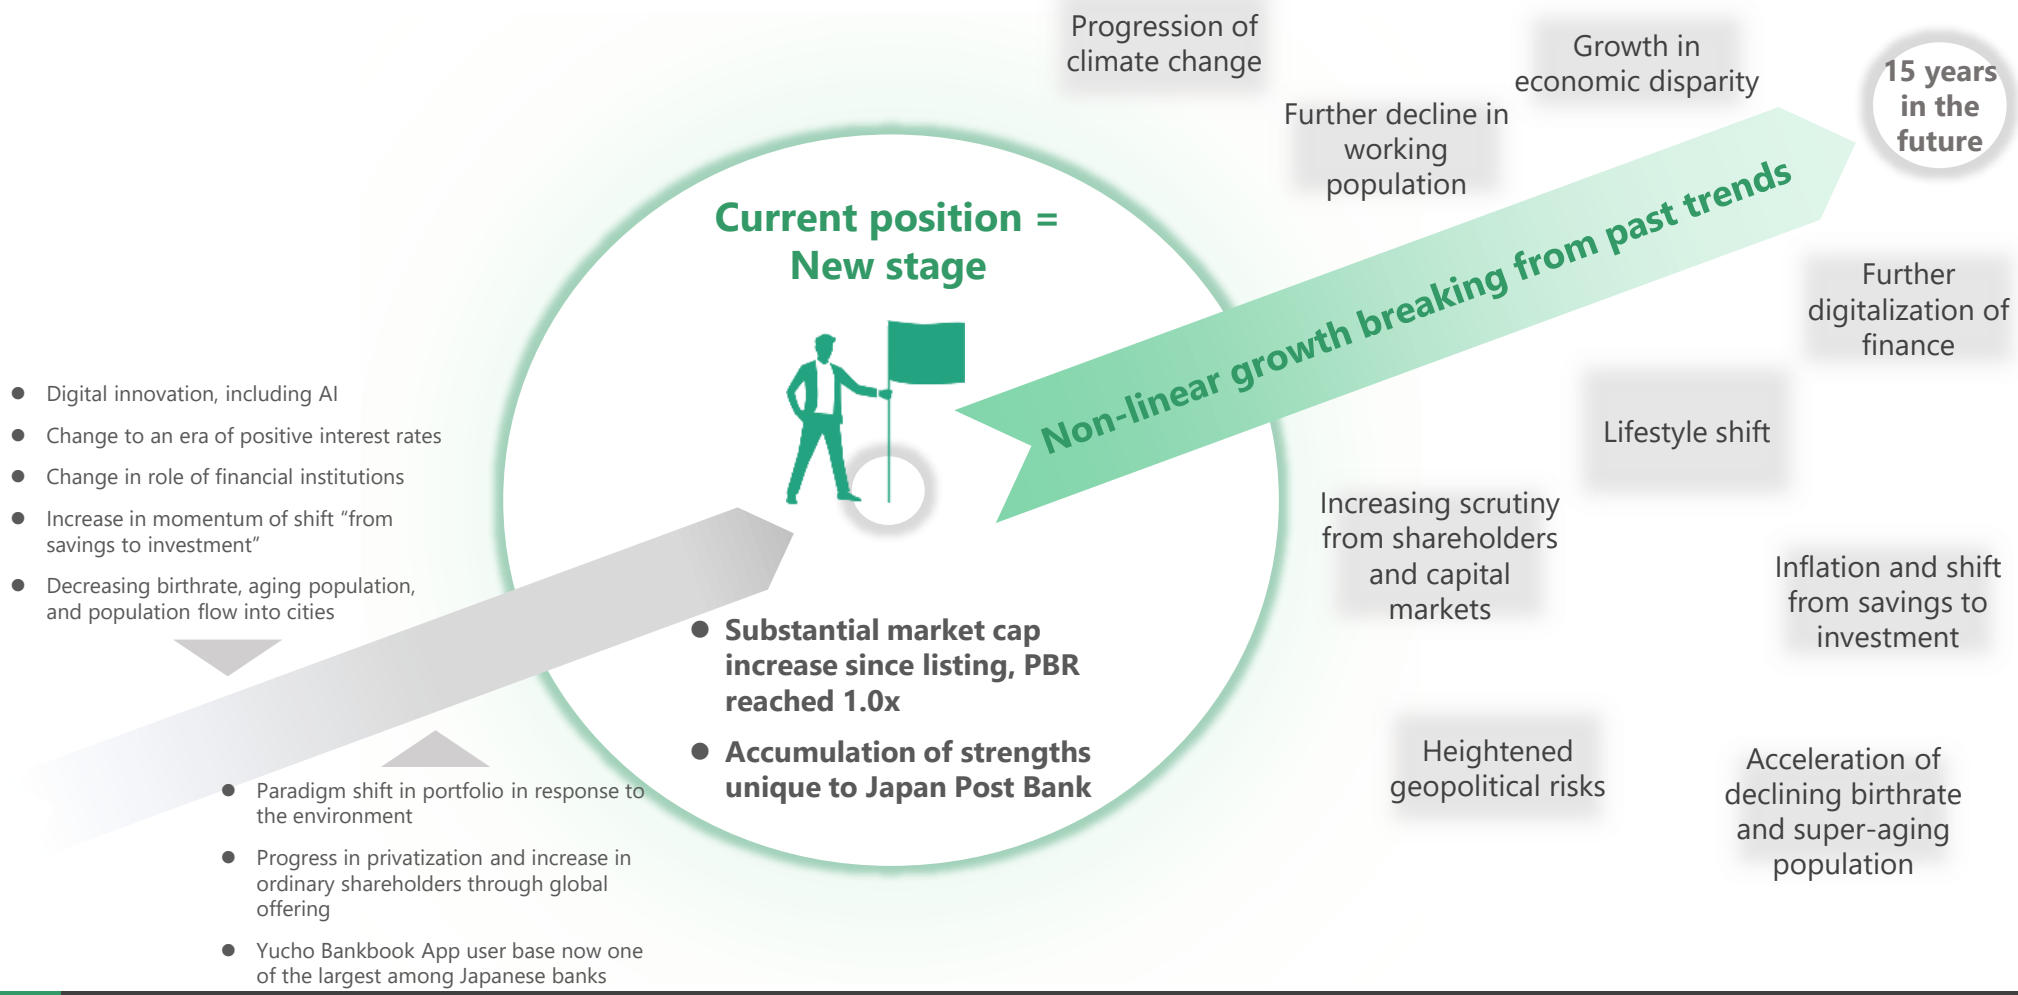 Progression of
climate change
Growth in
economic disparity
15 years
in the
future
Further decline in
working
population
Non-linear growth breaking from past trends
Current position =
New stage
Further
digitalization of
finance
● Digital innovation, including AI
● Change to an era of positive interest rates
● Change in role of financial institutions
● Increase in momentum of shift “from
savings to investment”
● Decreasing birthrate, aging population,
and population flow into cities
Lifestyle shift
Increasing scrutiny
from shareholders
and capital
markets
Inflation and shift
from savings to
investment
● Substantial market cap
increase since listing, PBR
reached 1.0x
● Accumulation of strengths
unique to Japan Post Bank
Heightened
geopolitical risks
Acceleration of
declining birthrate
and super-aging
population
● Paradigm shift in portfolio in response to
the environment
● Progress in privatization and increase in
ordinary shareholders through global
offering
● Yucho Bankbook App user base now one
of the largest among Japanese banks